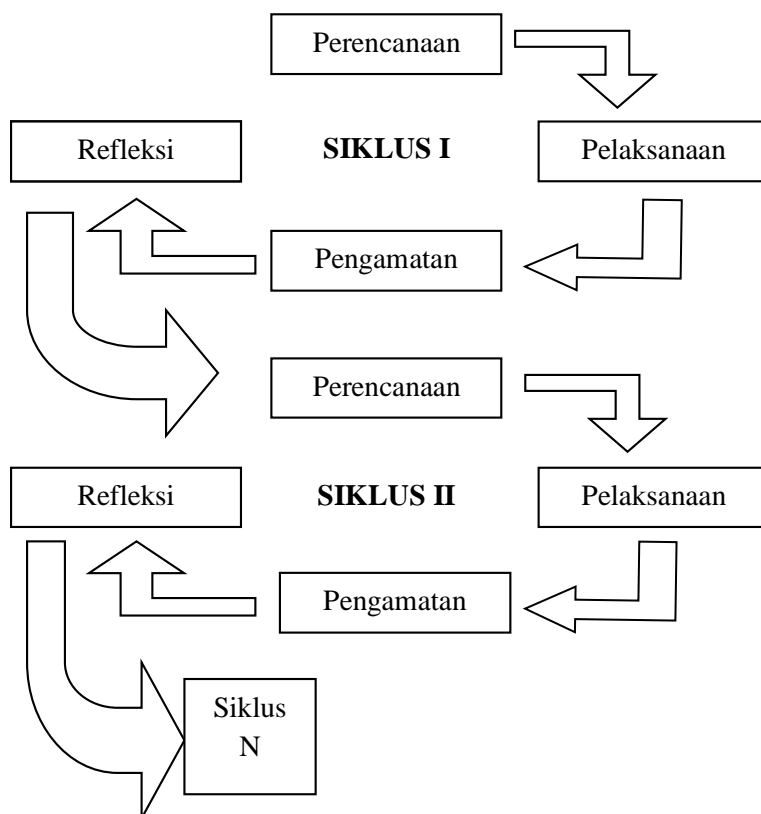 Perencanaan
Refleksi
SIKLUS I
Pelaksanaan
Pengamatan
Perencanaan
Refleksi
SIKLUS II
Pelaksanaan
Pengamatan
Siklus
N